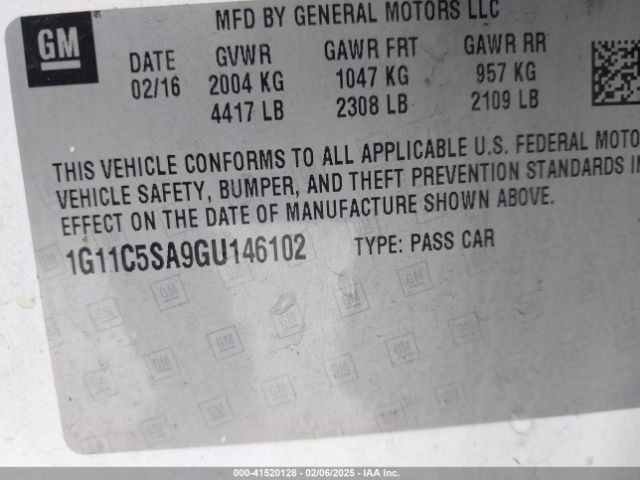 GM
MFD BY GENERAL MOTORS LLC
DATE GVWR GAWR FRT GAWR RR
02/16 2004 KG 1047 KG 957 KG
4417 LB 2308 LB 2109 LB
THIS VEHICLE CONFORMS TO ALL APPLICABLE U.S. FEDERAL MOTO
VEHICLE SAFETY, BUMPER, AND THEFT PREVENTION STANDARDS I
EFFECT ON THE DATE OF MANUFACTURE SHOWN ABOVE.
1G11C5SA9GU146102 TYPE: PASS CAR
000-41520128 - 02/06/2025 - IAA Inc.